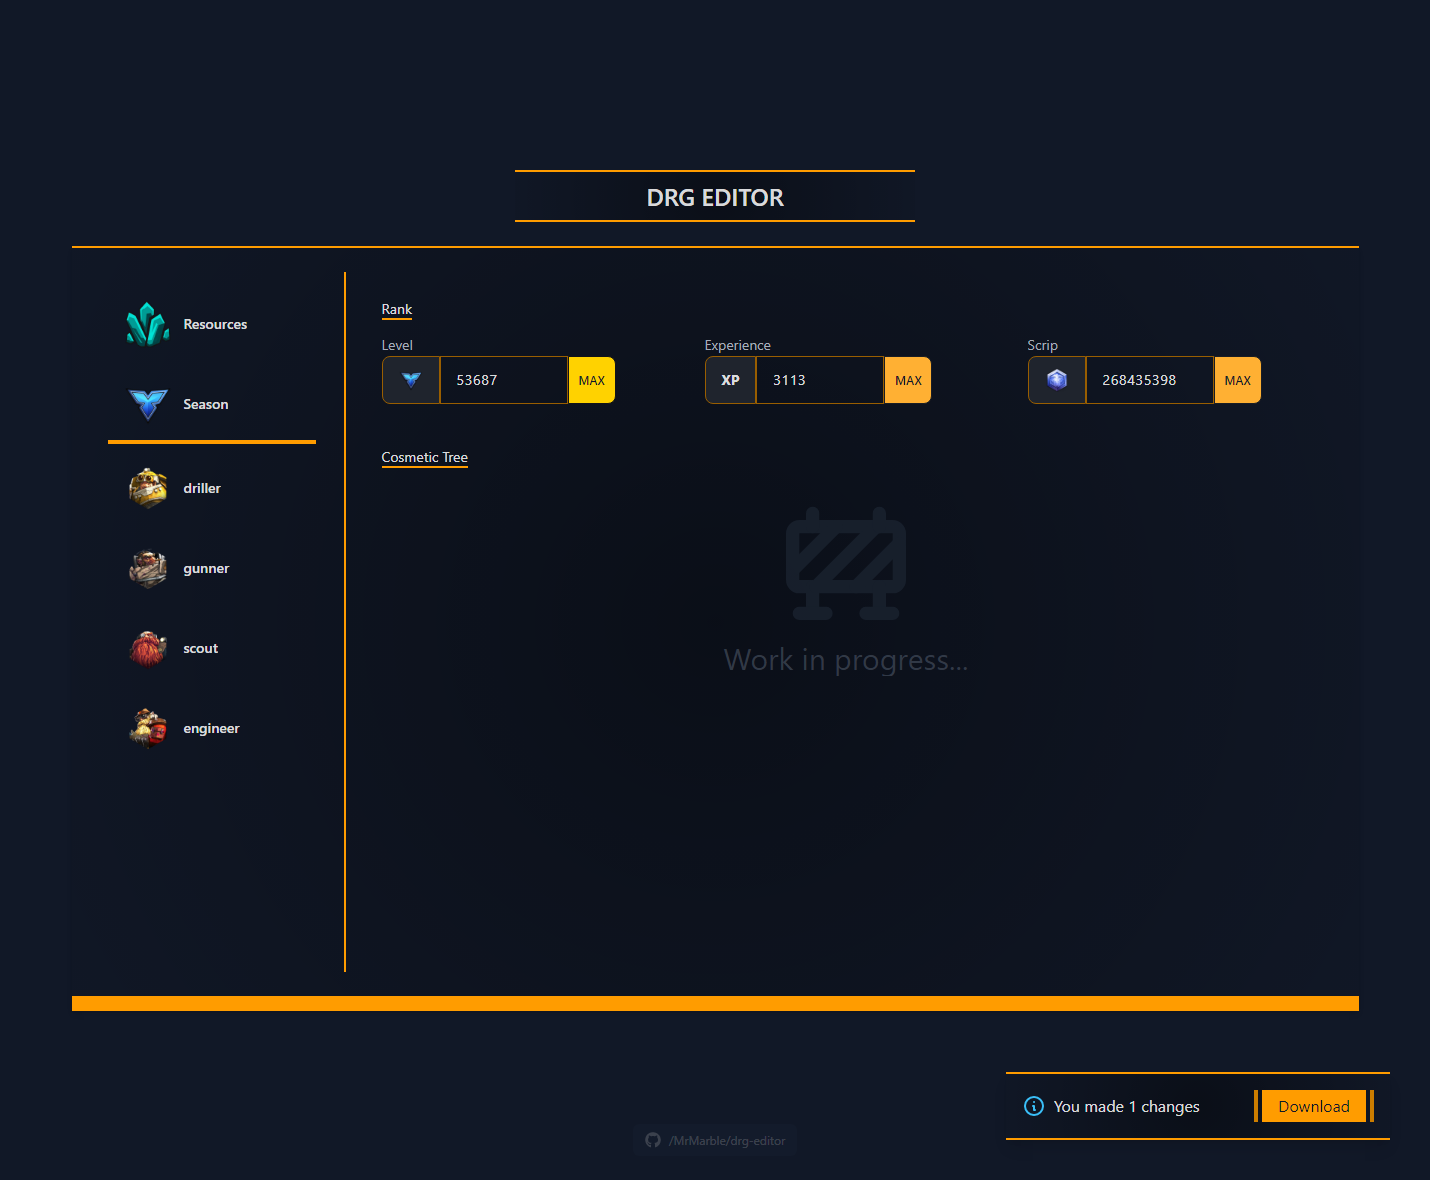 DRG EDITOR
Resources
Season
driller
gunner
scout
engineer
Rank
Level
53687
MAX
Experience
XP
3113
MAX
Scrip
268435398
MAX
Cosmetic Tree
Work in progress...
You made 1 changes
Download
/MrMarble/drg-editor